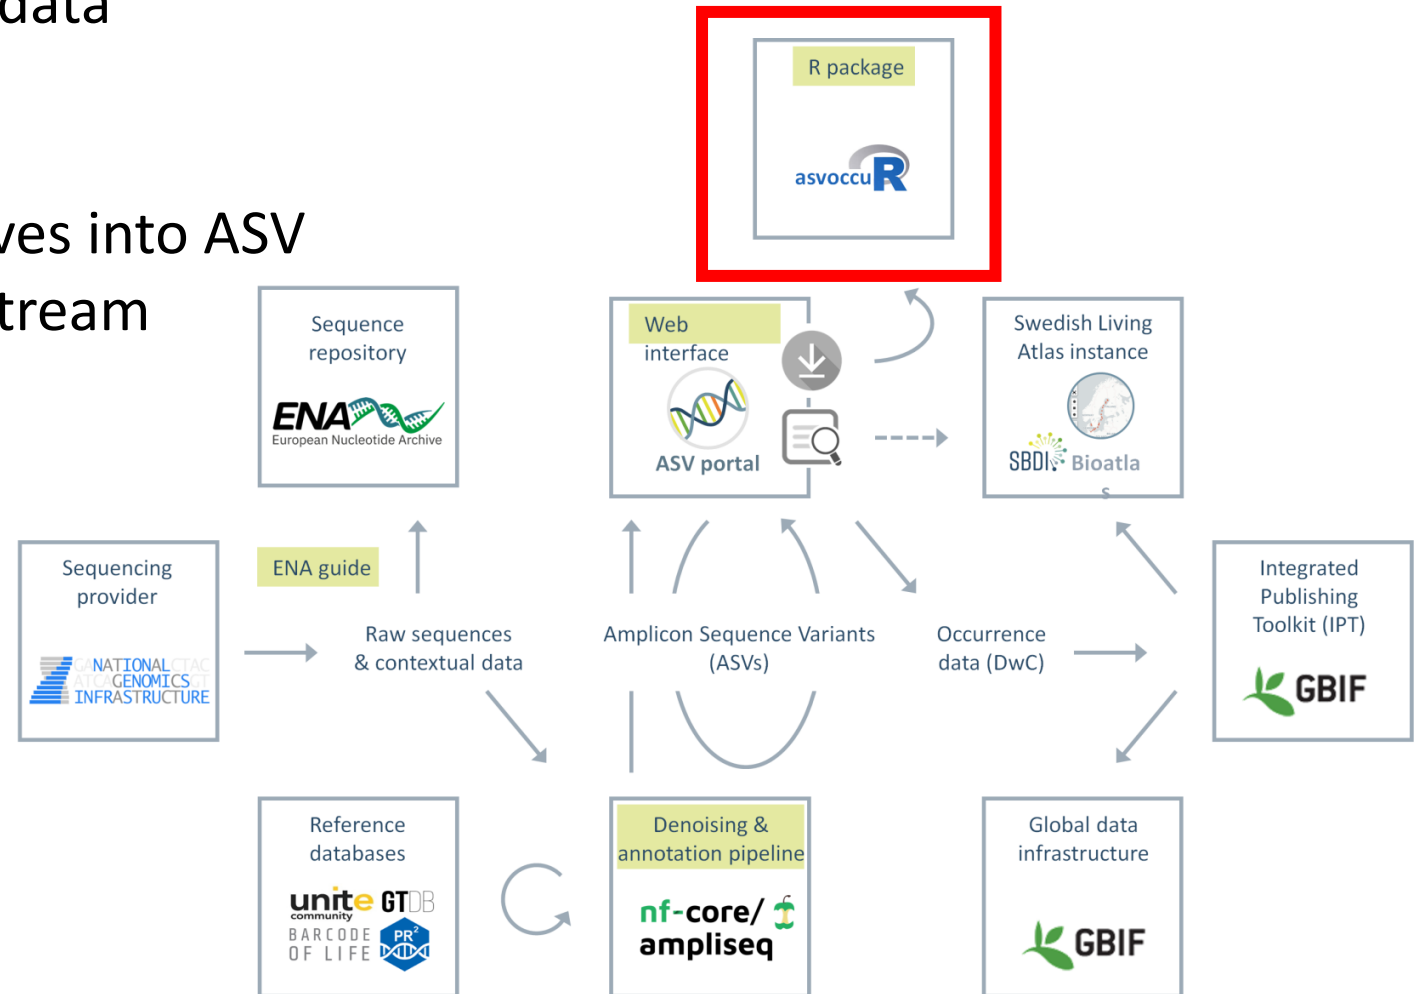 data
ves into ASV
tream
R package
asvoccuR
Sequence
repository
ENA
European Nucleotide Archive
Web
interface
ASV portal
Swedish Living
Atlas instance
SBDI
Bioatla
s
Sequencing
provider
NATIONAL
GENOMICS
INFRASTRUCTURE
ENA guide
Raw sequences
& contextual data
Amplicon Sequence Variants
(ASVs)
Occurrence
data (DwC)
Integrated
Publishing
Toolkit (IPT)
GBIF
Reference
databases
unite
community
GTDB
BARCODE
OF LIFE
PR2
Denoising &
annotation pipeline
nf-core/
ampliseq
Global data
infrastructure
GBIF